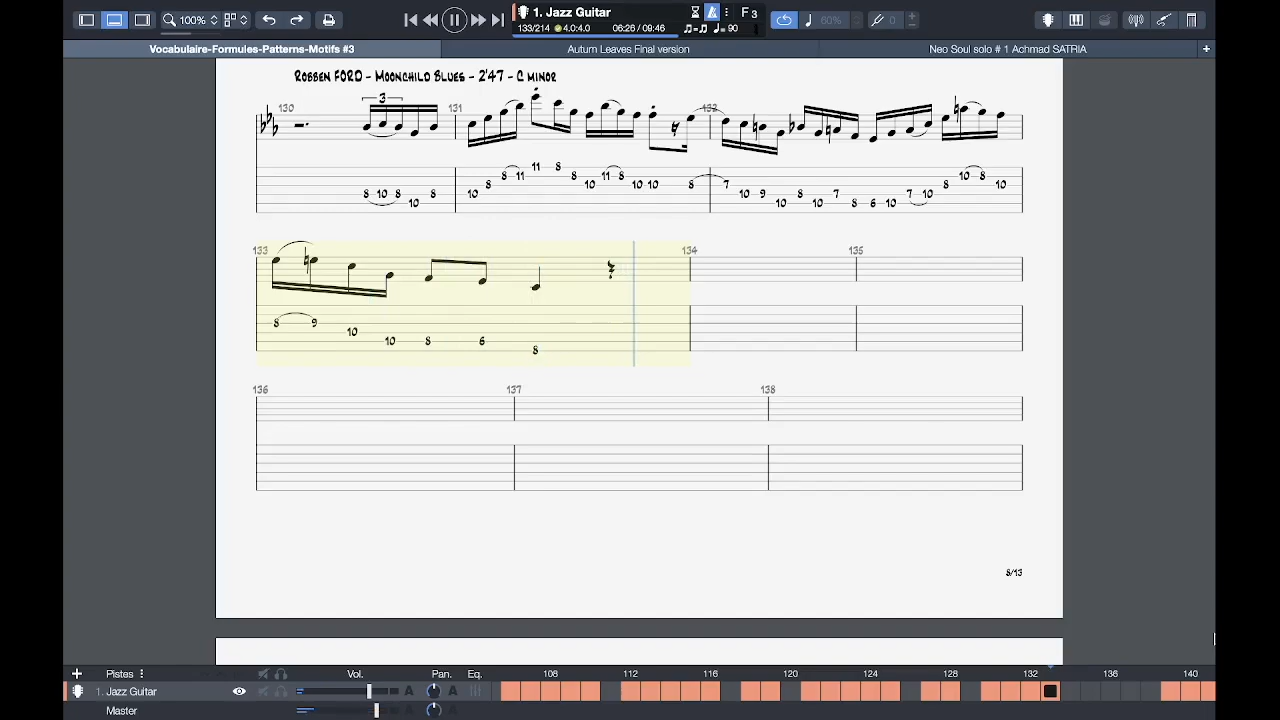 100%
1. Jazz Guitar
133/214
4.0:4.0
06:26 / 09:46
F 3
♫=♫
♩= 90
60%
0
Vocabulaire-Formules-Patterns-Motifs #3
Autum Leaves Final version
Neo Soul solo # 1 Achmad SATRIA
+
Robben FORD - Moonchild Blues - 2'47 - C minor
130 3 131 132
11 8
8 11 8 11 8 10 8
8 10 10 10 8 7 8 10
8 10 8 8 10 10 9 8 7 7 10
10 10 10 8 6 10
133 134 135
8 9
10
10 8 6
8
136 137 138
8/13
+ Pistes Vol. Pan. Eq. 108 112 116 120 124 128 132 136 140
1. Jazz Guitar A A
Master A A